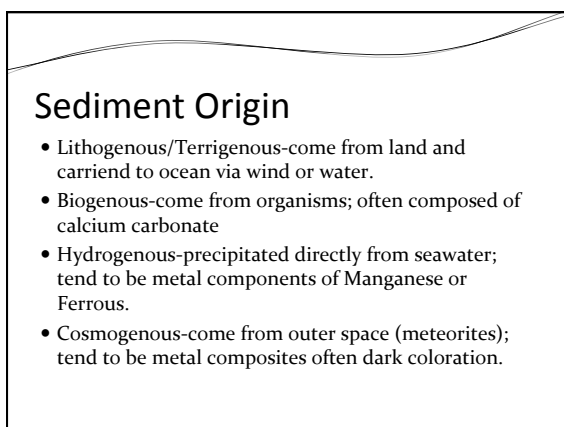 Sediment Origin
• Lithogenous/Terrigenous-come from land and
carriend to ocean via wind or water.
• Biogenous-come from organisms; often composed of
calcium carbonate
• Hydrogenous-precipitated directly from seawater;
tend to be metal components of Manganese or
Ferrous.
• Cosmogenous-come from outer space (meteorites);
tend to be metal composites often dark coloration.